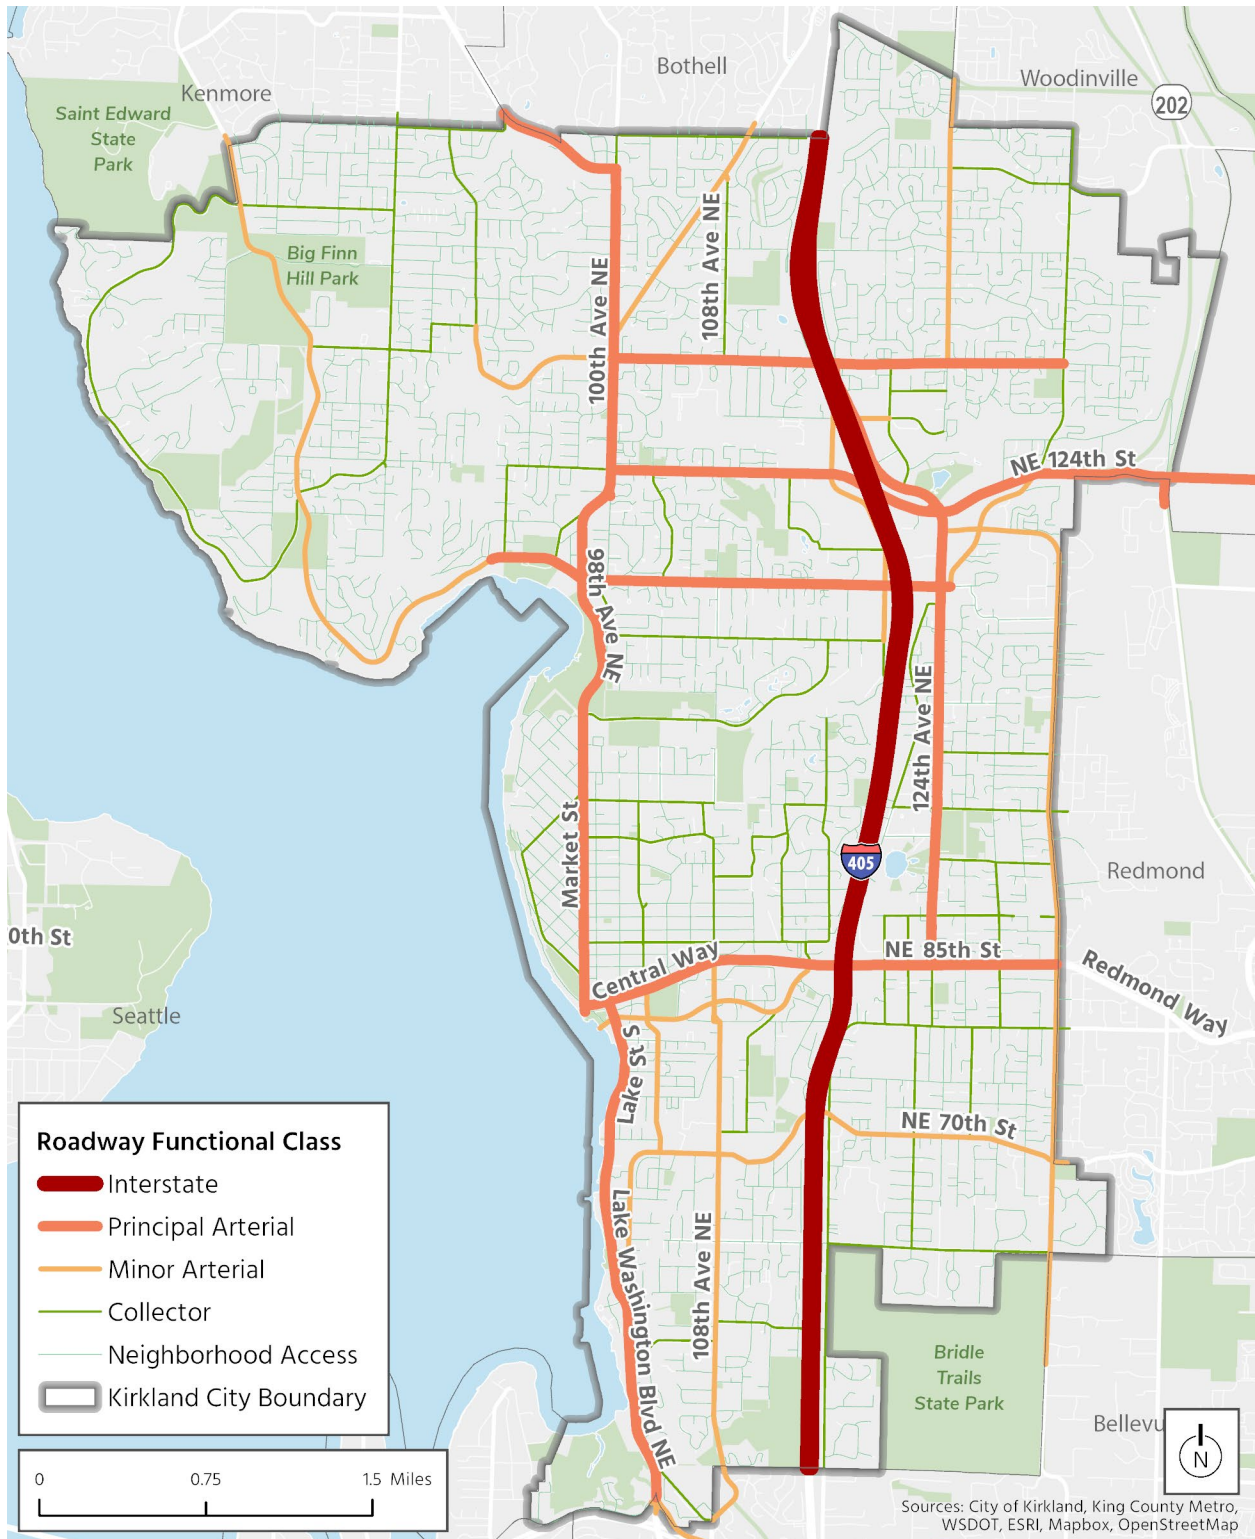 Bothell
Woodinville
202
Kenmore
Saint Edward
State
Park
Big Finn
Hill Park
108th Ave NE
100th Ave NE
NE 124th St
98th Ave NE
124th Ave NE
Market St
405
Redmond
0th St
NE 85th St
Central Way
Redmond Way
Seattle
Lake St S
NE 70th St
Lake Washington Blvd NE
108th Ave NE
Bridle
Trails
State Park
Bellevu
N
Roadway Functional Class
Interstate
Principal Arterial
Minor Arterial
Collector
Neighborhood Access
Kirkland City Boundary
0 0.75 1.5 Miles
Sources: City of Kirkland, King County Metro,
WSDOT, ESRI, Mapbox, OpenStreetMap